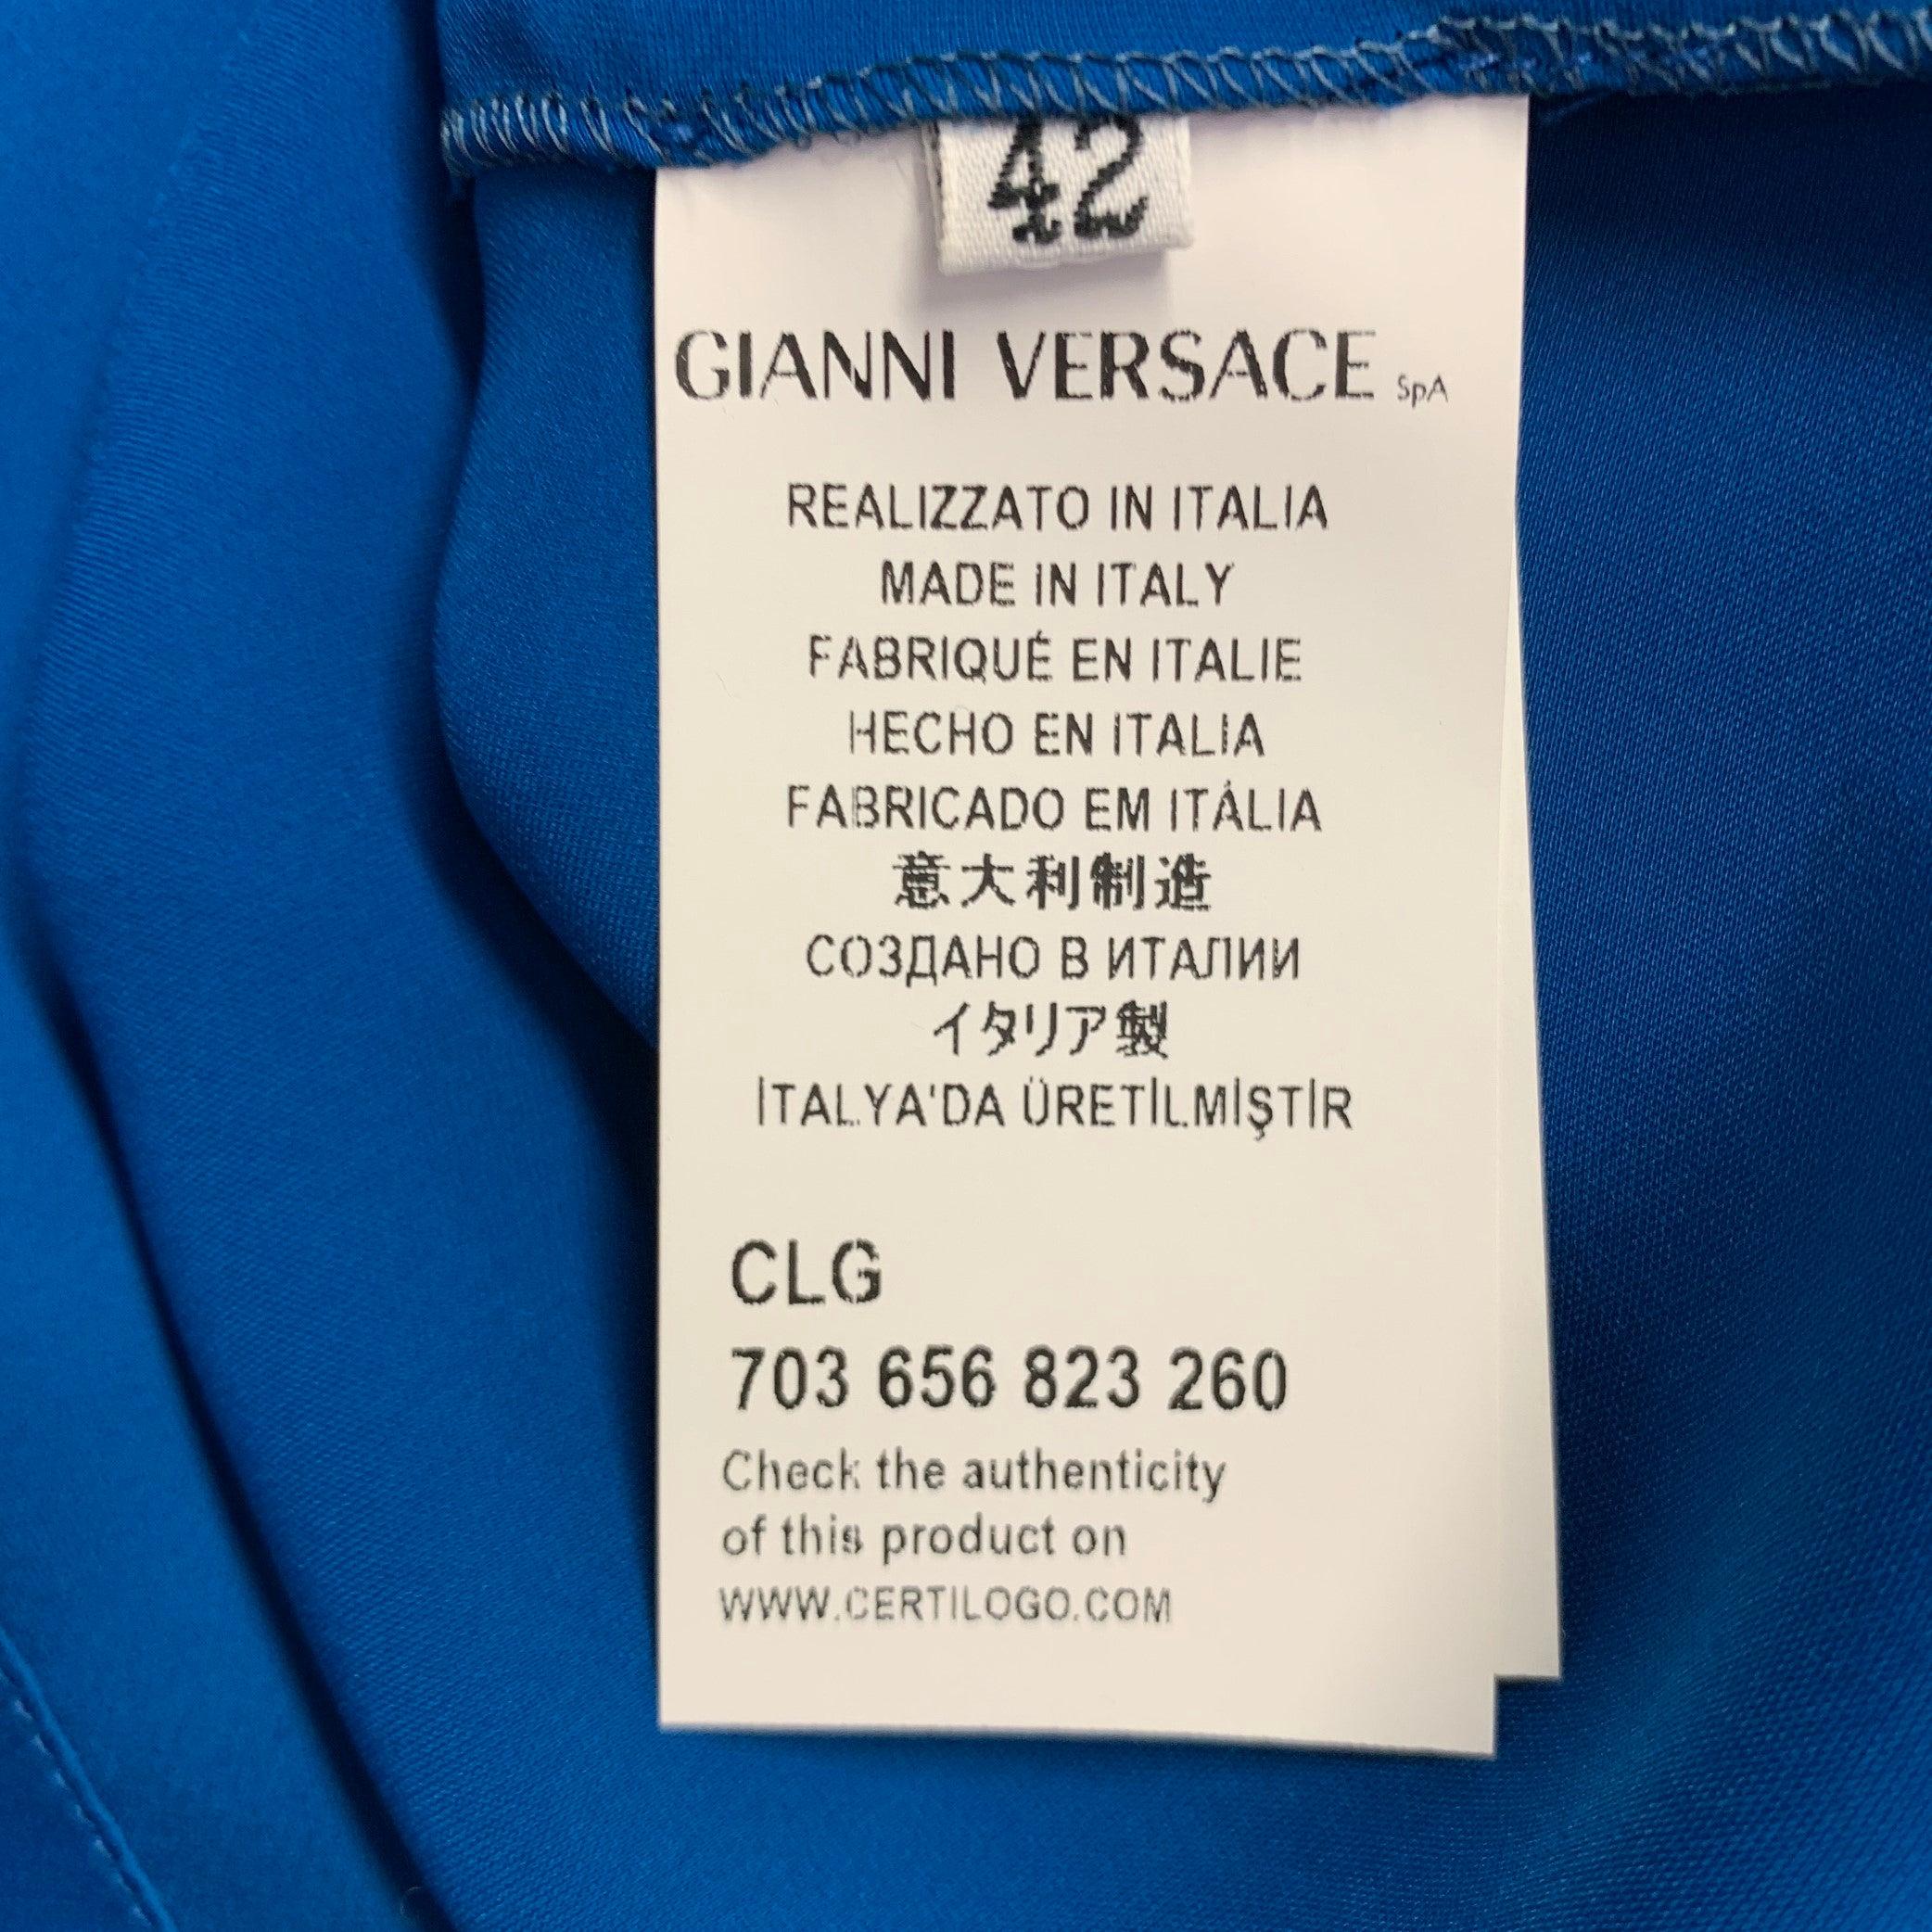 42
GIANNI VERSACE SpA
REALIZZATO IN ITALIA
MADE IN ITALY
FABRIQUÉ EN ITALIE
HECHO EN ITALIA
FABRICADO EM ITÁLIA
意大利制造
СОЗДАНО В ИТАЛИИ
イタリア製
İTALYA'DA ÜRETİLMİŞTİR
CLG
703 656 823 260
Check the authenticity
of this product on
WWW.CERTILOGO.COM